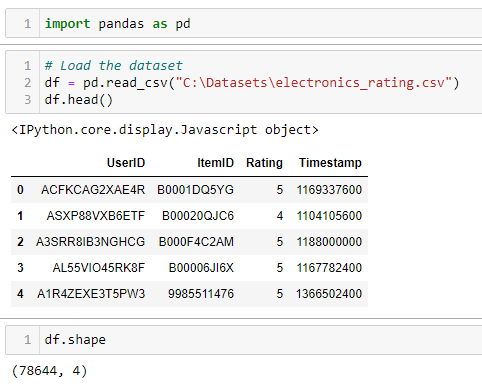 1 import pandas as pd
1 # Load the dataset
2 df = pd.read_csv("C:\Datasets\electronics_rating.csv")
3 df.head()
<IPython.core.display.Javascript object>
UserID ItemID Rating Timestamp
0 ACFKCAG2XAE4R B0001DQ5YG 5 1169337600
1 ASXP88VXB6ETF B00020QJC6 4 1104105600
2 A3SRR8IB3NGHCG B000F4C2AM 5 1188000000
3 AL55VIO45RK8F B00006JI6X 5 1167782400
4 A1R4ZEXE3T5PW3 9985511476 5 1366502400
1 df.shape
(78644, 4)